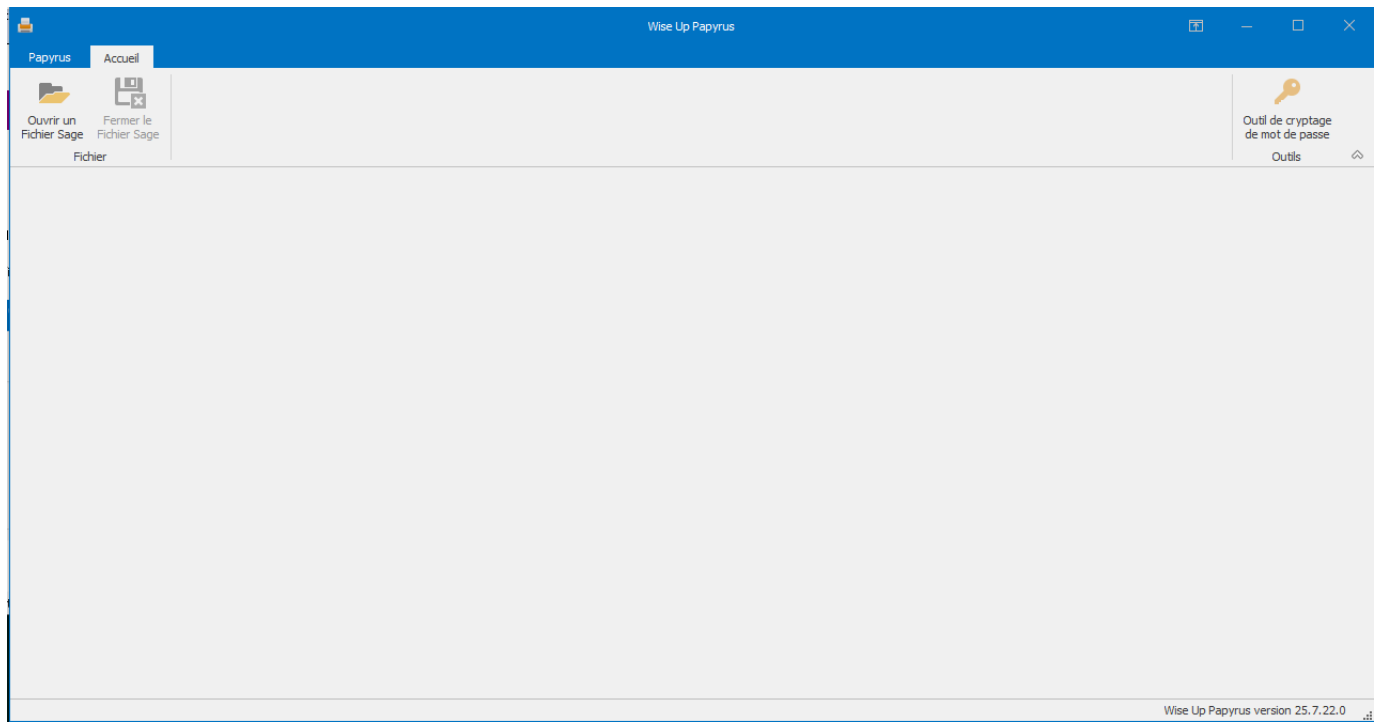 Wise Up Papyrus
Papyrus Accueil
Ouvrir un
Fichier Sage
Fermer le
Fichier Sage
Fichier
Outil de cryptage
de mot de passe
Outils
Wise Up Papyrus version 25.7.22.0